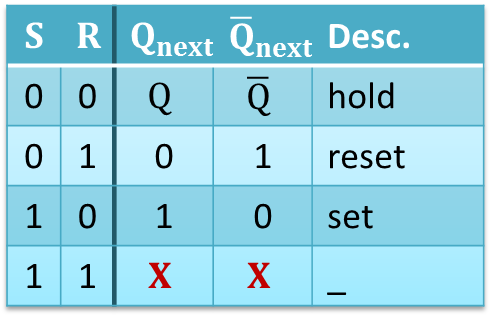 S R Qnext Q̅next Desc.
0 0 Q Q̅ hold
0 1 0 1 reset
1 0 1 0 set
1 1 X X _